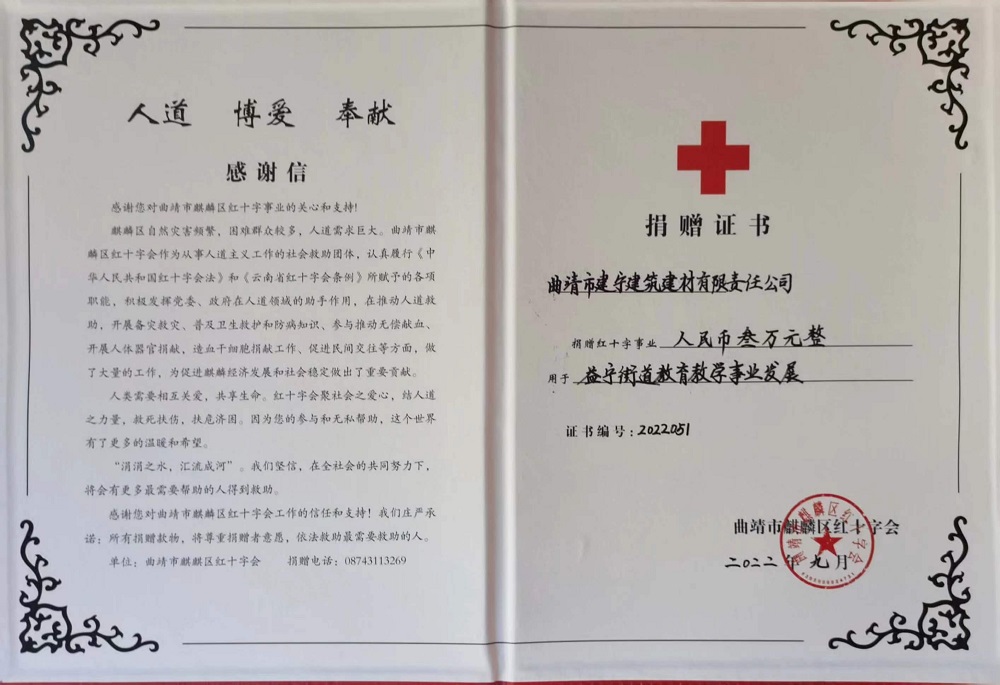 人道 博爱 奉献
感谢信
感谢您对曲靖市麒麟区红十字事业的关心和支持!
麒麟区自然灾害频繁，困难群众较多，人道需求巨大。曲靖市麒
麟区红十字会作为从事人道主义工作的社会救助团体，认真履行《中
华人民共和国红十字会法》和《云南省红十字会条例》所赋予的各项
职能，积极发挥党委、政府在人道领域的助手作用，在推动人道救
助，开展备灾救灾、普及卫生救护和防病知识、参与推动无偿献血、
开展人体器官捐献，造血干细胞捐献工作、促进民间交往等方面，做
了大量的工作，为促进麒麟经济发展和社会稳定做出了重要贡献。
人类需要相互关爱，共享生命。红十字会聚社会之爱心，结人道
之力量，救死扶伤，扶危济困。因为您的参与和无私帮助，这个世界
有了更多的温暖和希望。
“涓涓之水，汇流成河”。我们坚信，在全社会的共同努力下，
将会有更多最需要帮助的人得到救助。
感谢您对曲靖市麒麟区红十字会工作的信任和支持! 我们庄严承
诺：所有捐赠款物，将尊重捐赠者意愿，依法救助最需要救助的人。
单位：曲靖市麒麟区红十字会 捐赠电话：08743113269
捐赠证书
曲靖市建宁建筑建材有限责任公司
捐赠红十字事业 人民币叁万元整
用于 益宁街道教育教学事业发展
证书编号：2022051
曲靖市麒麟区红十字会
二〇二二年九月